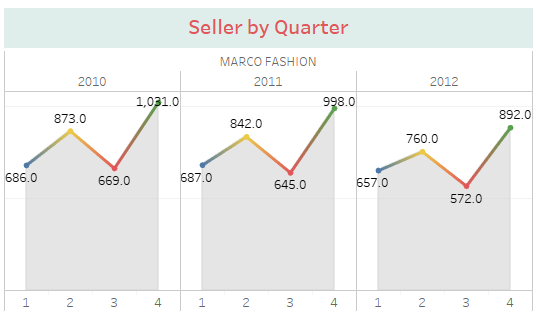 Seller by Quarter
MARCO FASHION
2010 2011 2012
1,031.0 998.0 892.0
873.0 842.0 760.0
686.0 669.0 687.0 645.0 657.0 572.0
1 2 3 4 1 2 3 4 1 2 3 4